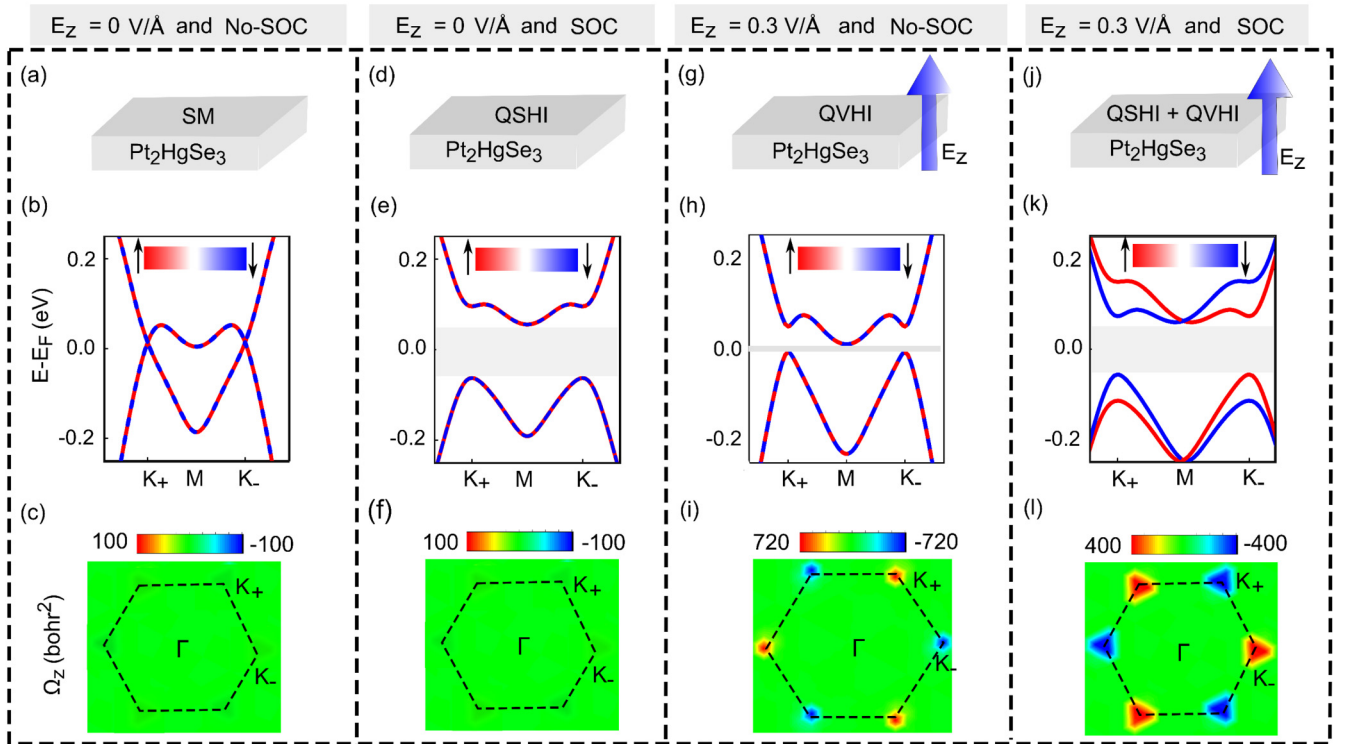 E_Z = 0 V/Å and No-SOC
E_Z = 0 V/Å and SOC
E_Z = 0.3 V/Å and No-SOC
E_Z = 0.3 V/Å and SOC
(a)
SM
Pt₂HgSe₃
(d)
QSHI
Pt₂HgSe₃
(g)
QVHI
Pt₂HgSe₃
E_Z
(j)
QSHI + QVHI
Pt₂HgSe₃
E_Z
(b)
E-E_F (eV)
0.2
0.0
-0.2
K₊ M K₋
(e)
0.2
0.0
-0.2
K₊ M K₋
(h)
0.2
0.0
-0.2
K₊ M K₋
(k)
0.2
0.0
-0.2
K₊ M K₋
(c)
100 -100
Ω_Z (bohr²)
K₊
Γ
K₋
(f)
100 -100
K₊
Γ
K₋
(i)
720 -720
K₊
Γ
K₋
(l)
400 -400
K₊
Γ
K₋